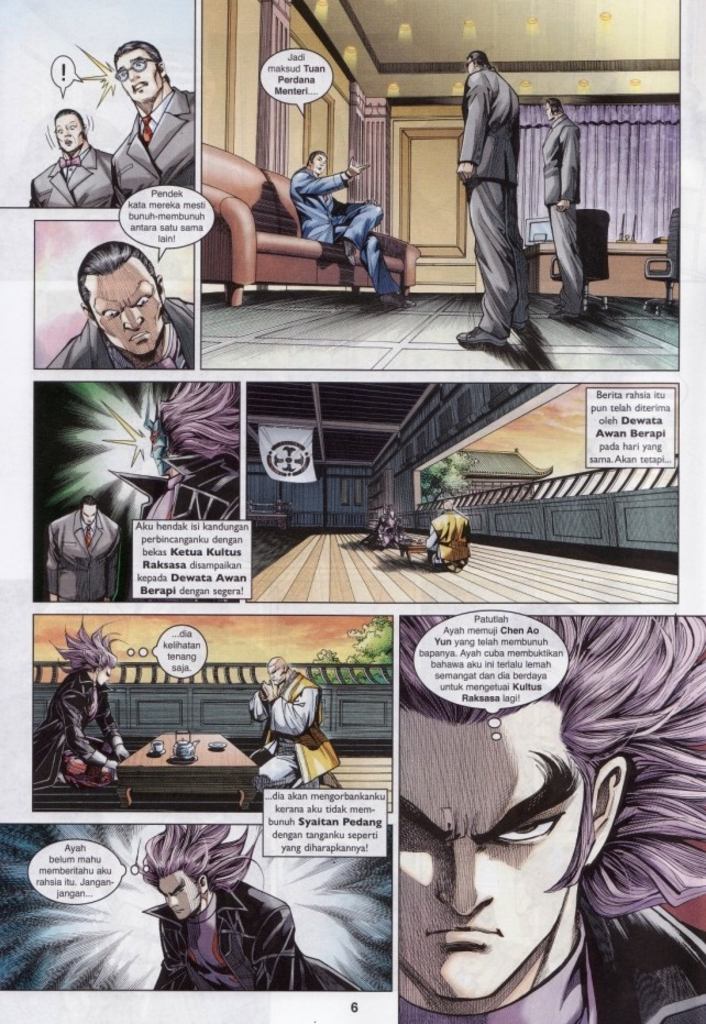 !
Jadi
maksud Tuan
Perdana
Menteri....
Pendek
kata mereka mesti
bunuh-membunuh
antara satu sama
lain!
Aku hendak isi kandungan
perbincanganku dengan
bekas Ketua Kultus
Raksasa disampaikan
kepada Dewata Awan
Berapi dengan segera!
Berita rahsia itu
pun telah diterima
oleh Dewata
Awan Berapi
pada hari yang
sama. Akan tetapi...
...dia
kelihatan
tenang
saja.
...dia akan mengorbankanku
kerana aku tidak mem-
bunuh Syaitan Pedang
dengan tanganku seperti
yang diharapkannya!
Ayah
belum mahu
memberitahu aku
rahsia itu. Jangan-
jangan...
Patutlah
Ayah memuji Chen Ao
Yun yang telah membunuh
bapanya. Ayah cuba membuktikan
bahawa aku ini terlalu lemah
semangat dan dia berdaya
untuk mengetuai Kultus
Raksasa lagi!
6